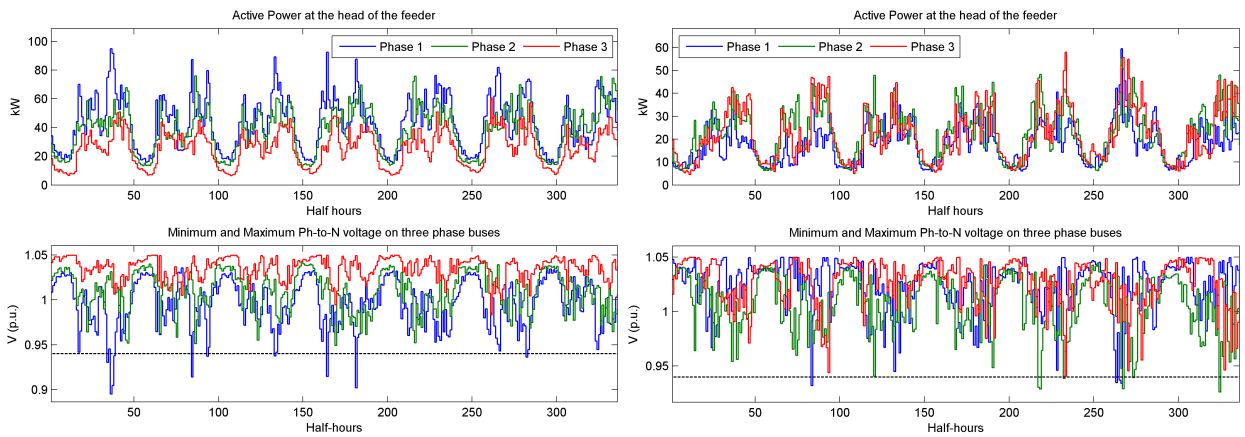 Active Power at the head of the feeder
kW
100
80
60
40
20
0
Phase 1
Phase 2
Phase 3
50
100
150
200
250
300
Half hours
Active Power at the head of the feeder
kW
60
50
40
30
20
10
0
Phase 1
Phase 2
Phase 3
50
100
150
200
250
300
Half hours
Minimum and Maximum Ph-to-N voltage on three phase buses
V (p.u.)
1.05
1
0.95
0.9
50
100
150
200
250
300
Half-hours
Minimum and Maximum Ph-to-N voltage on three phase buses
V (p.u.)
1.05
1
0.95
50
100
150
200
250
300
Half-hours